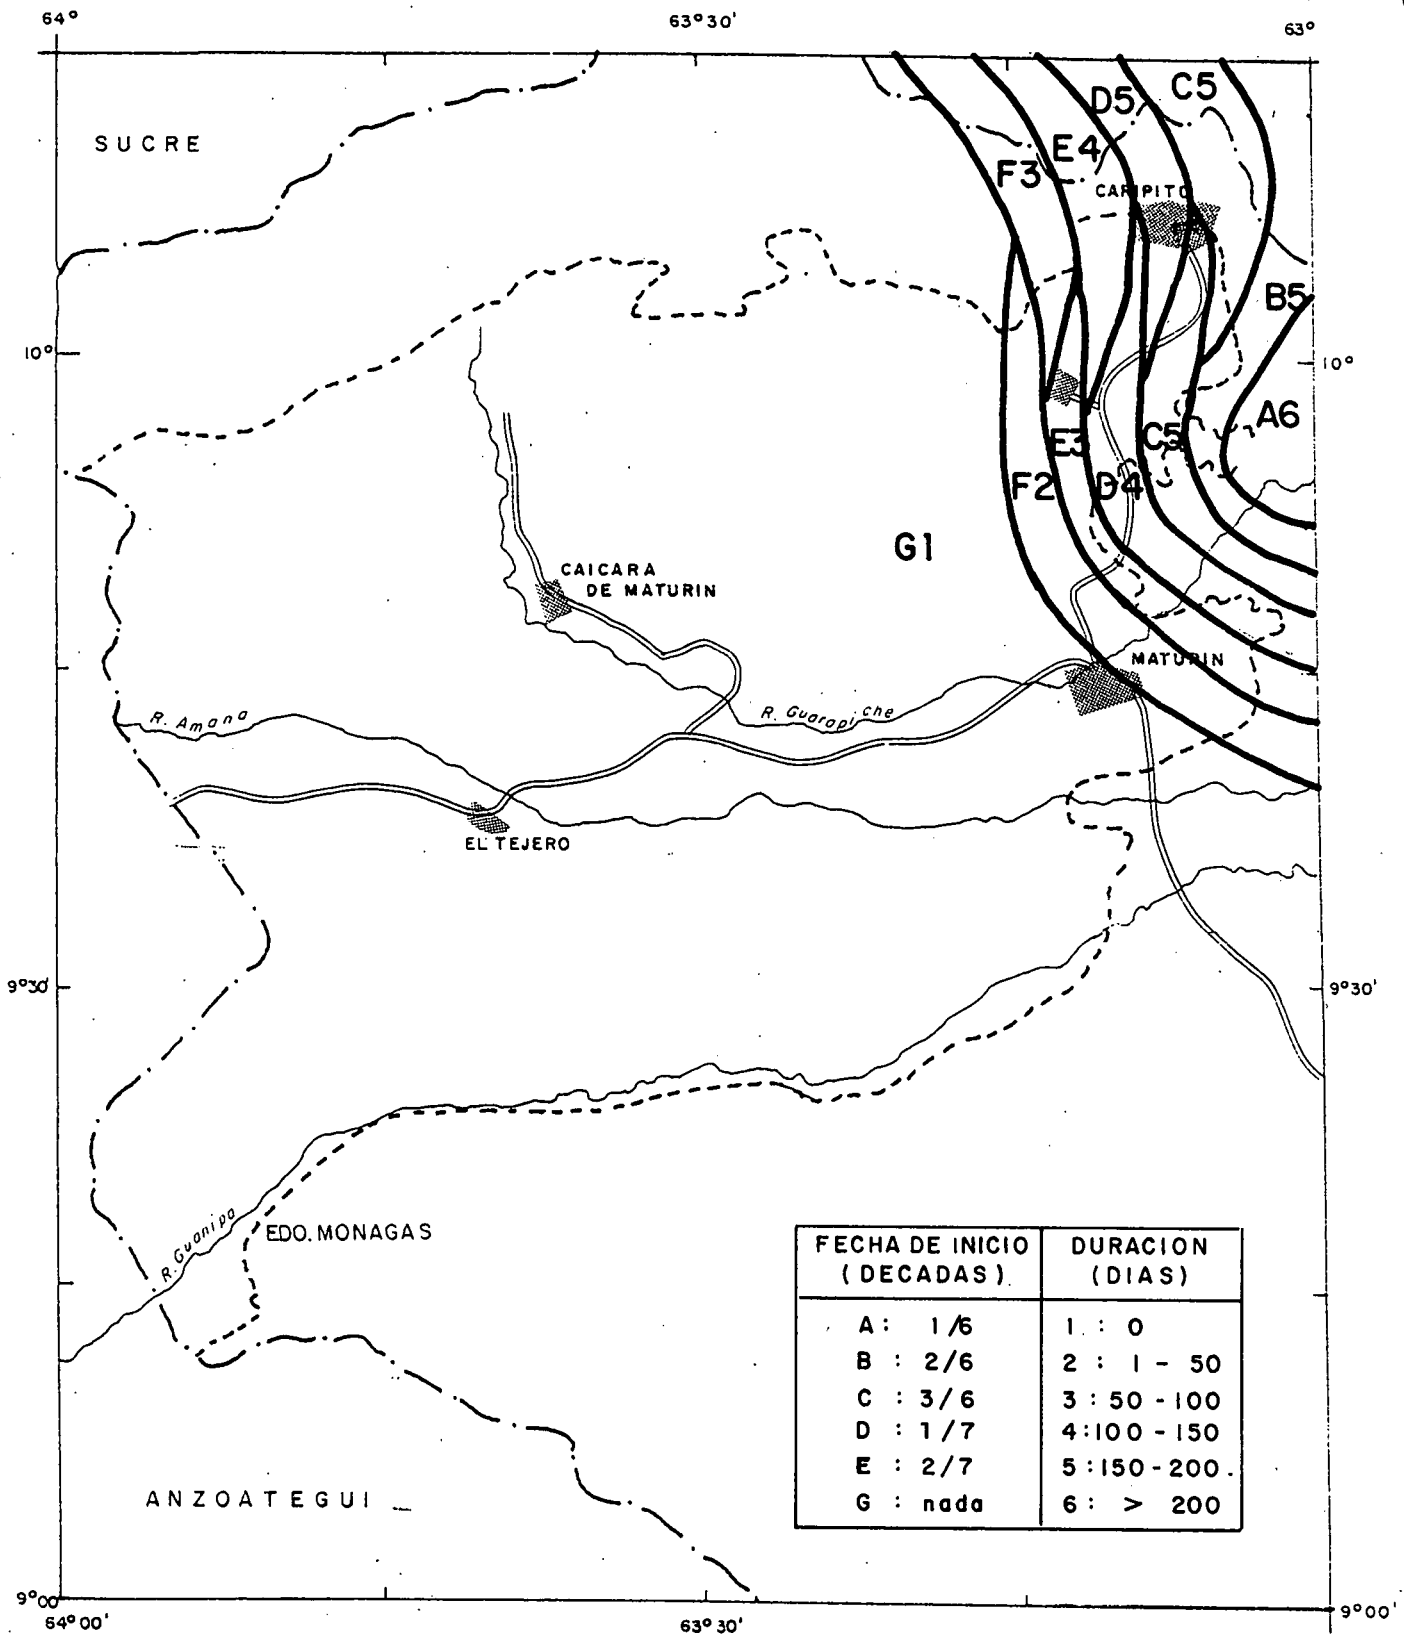 64°
63°30'
63°
SUCRE
D5
C5
E4
F3
CARIPITO
B5
10°
10°
A6
E3
C5
F2
D4
G1
CAICARA
DE MATURIN
MATURIN
R. Amana
R. Guarapiche
EL TEJERO
9°30'
9°30'
R. Guanipa
EDO. MONAGAS
FECHA DE INICIO
(DECADAS)
DURACION
(DIAS)
A: 1/6
1 : 0
B : 2/6
2 : 1 - 50
C : 3/6
3 : 50 -100
D : 1/7
4:100 -150
E : 2/7
5 :150-200.
G : nada
6: > 200
ANZOATEGUI
9°00
9°00'
64°00'
63°30'